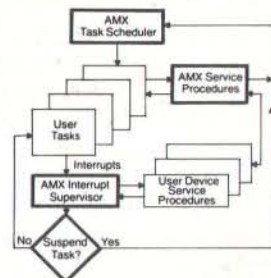 AMX
Task Scheduler
AMX Service
Procedures
User
Tasks
Interrupts
AMX Interrupt
Supervisor
User Device
Service
Procedures
No
Suspend
Task?
Yes